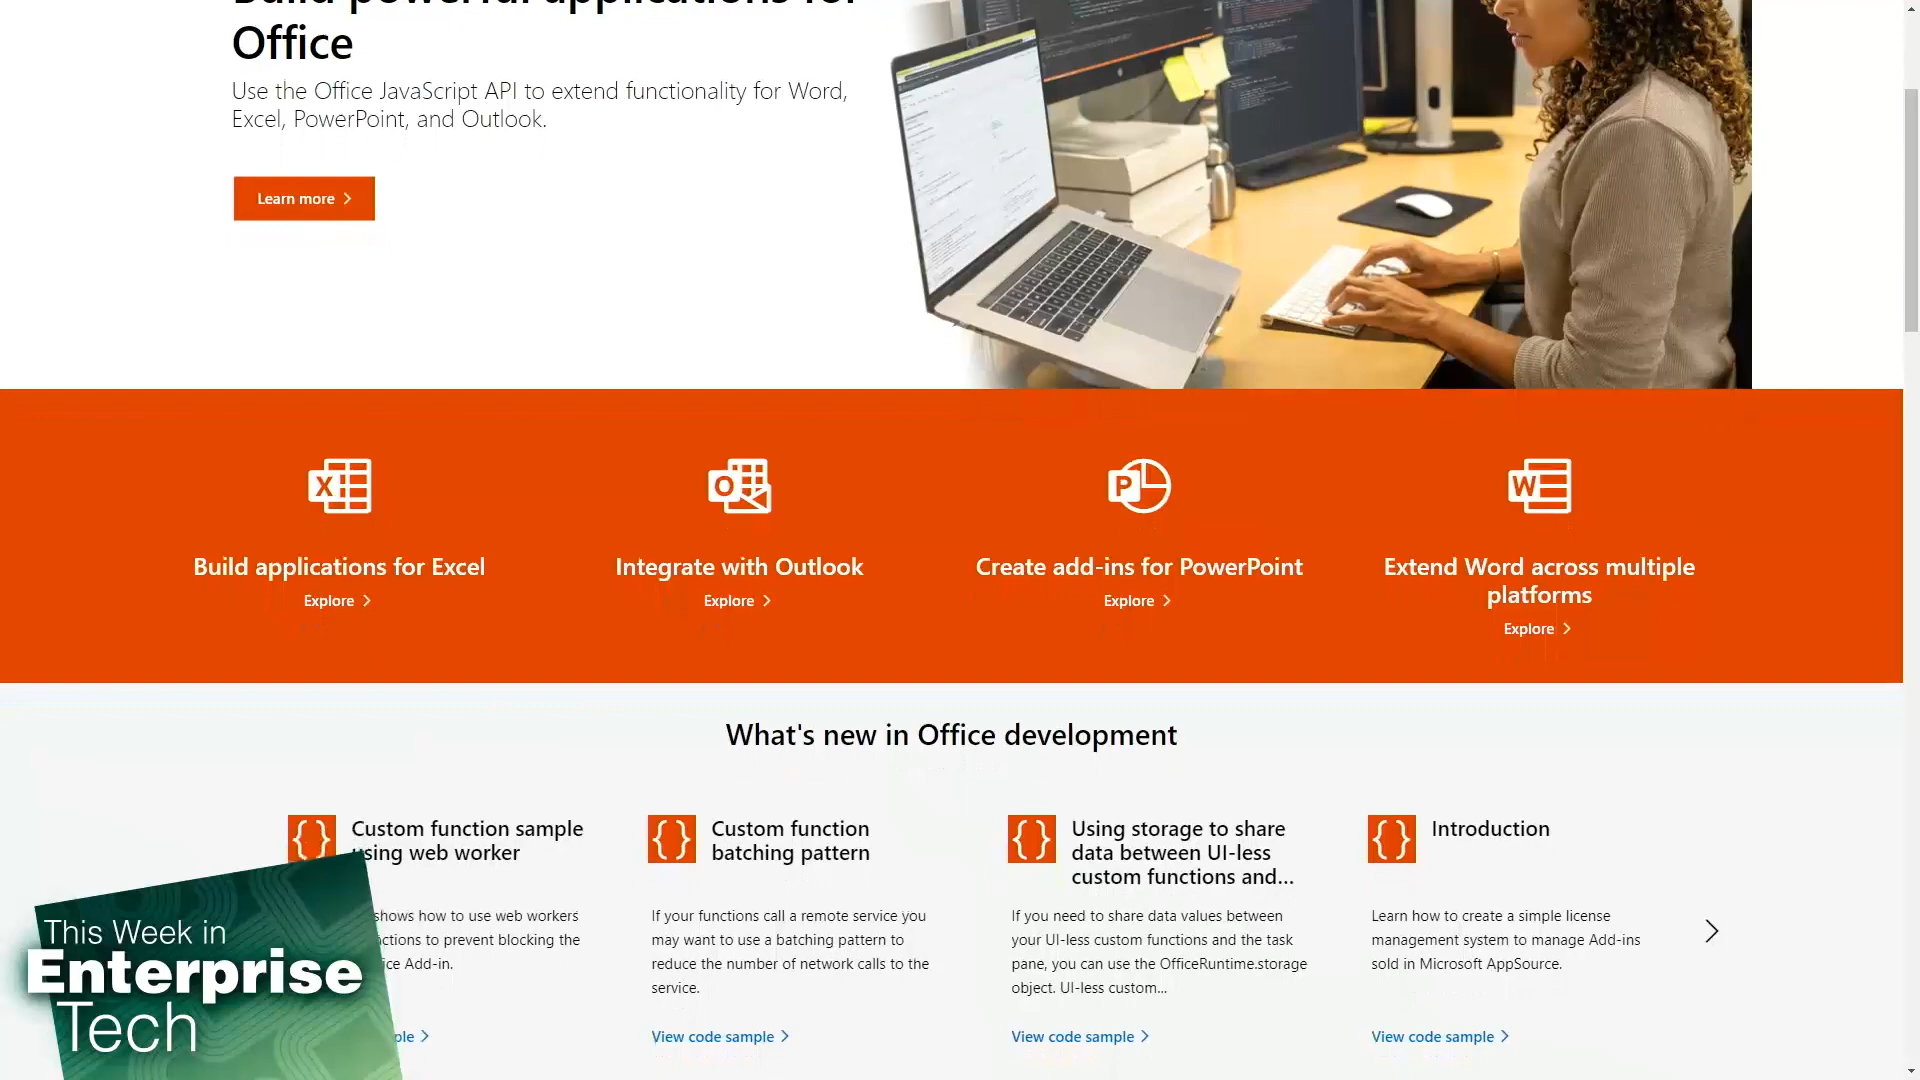 Build powerful applications for
Office
Use the Office JavaScript API to extend functionality for Word,
Excel, PowerPoint, and Outlook.
Learn more
X
O
P
W
Build applications for Excel
Integrate with Outlook
Create add-ins for PowerPoint
Extend Word across multiple
platforms
Explore
Explore
Explore
Explore
What's new in Office development
{} Custom function sample
using web worker
shows how to use web workers
ctions to prevent blocking the
ice Add-in.
ple
{} Custom function
batching pattern
If your functions call a remote service you
may want to use a batching pattern to
reduce the number of network calls to the
service.
View code sample
{} Using storage to share
data between UI-less
custom functions and...
If you need to share data values between
your UI-less custom functions and the task
pane, you can use the OfficeRuntime.storage
object. UI-less custom...
View code sample
{} Introduction
Learn how to create a simple license
management system to manage Add-ins
sold in Microsoft AppSource.
View code sample
This Week in
Enterprise
Tech